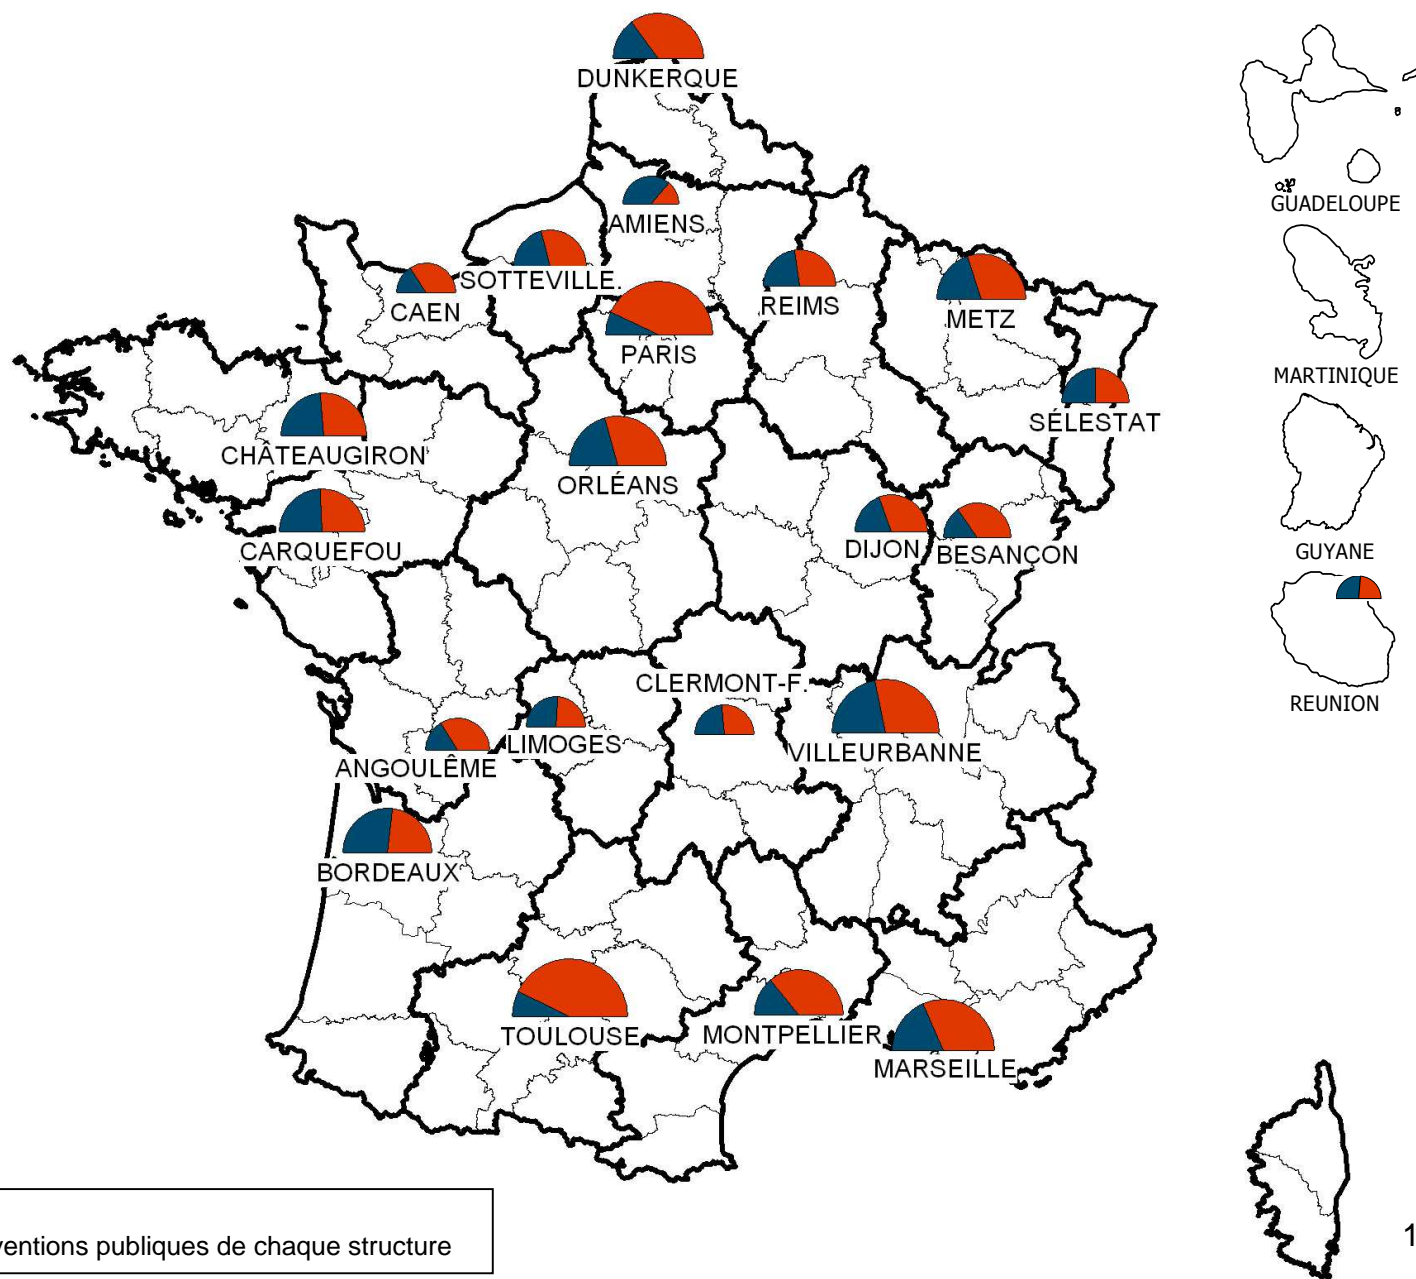 DUNKERQUE
AMIENS
GUADELOUPE
SOTTEVILLE.
CAEN
REIMS
METZ
PARIS
MARTINIQUE
SÉLESTAT
CHÂTEAUGIRON
ORLÉANS
CARQUEFOU
DIJON
BESANCON
GUYANE
CLERMONT-F.
REUNION
LIMOGES
VILLEURBANNE
ANGOULÊME
BORDEAUX
TOULOUSE
MONTPELLIER
MARSEILLE
ventions publiques de chaque structure
1